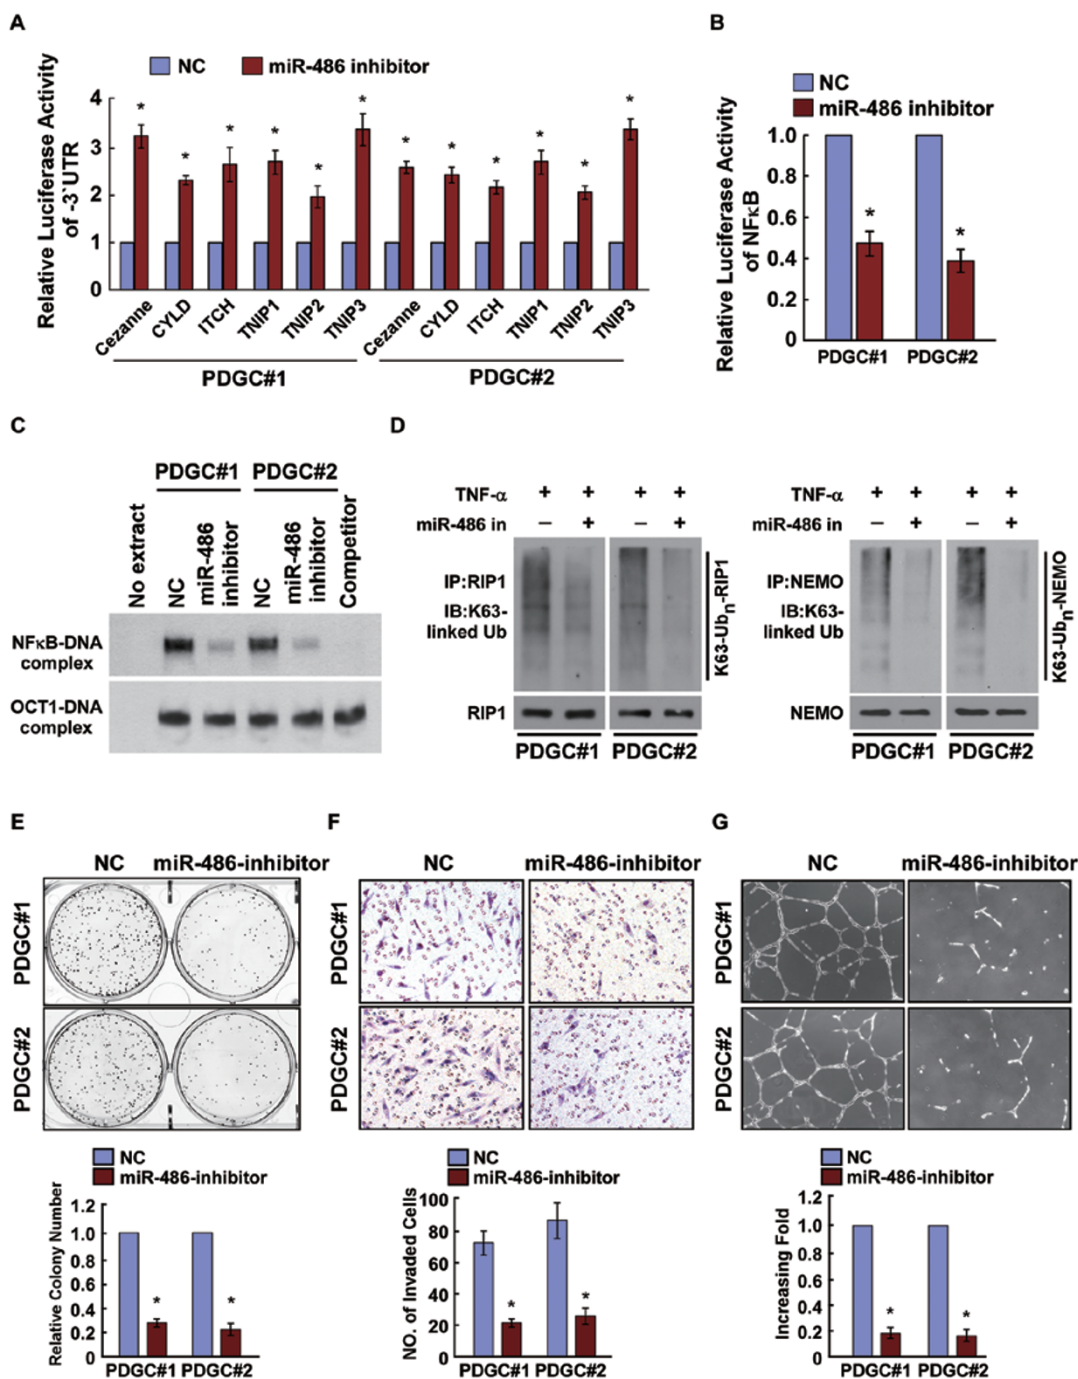 A
NC
miR-486 inhibitor
Relative Luciferase Activity
of -3`UTR
4
3
2
1
0
*
*
*
*
*
*
*
*
*
*
*
*
Cezanne
CYLD
ITCH
TNIP1
TNIP2
TNIP3
Cezanne
CYLD
ITCH
TNIP1
TNIP2
TNIP3
PDGC#1
PDGC#2
B
NC
miR-486 inhibitor
Relative Luciferase Activity
of NFκB
1.0
0.8
0.6
0.4
0.2
0
*
*
PDGC#1
PDGC#2
C
PDGC#1
PDGC#2
No extract
NC
miR-486
inhibitor
NC
miR-486
inhibitor
Competitor
NFκB-DNA
complex
OCT1-DNA
complex
D
TNF-α + + + +
miR-486 in − + − +
IP:RIP1
IB:K63-
linked Ub
K63-Ubn-RIP1
RIP1
PDGC#1
PDGC#2
TNF-α + + + +
miR-486 in − + − +
IP:NEMO
IB:K63-
linked Ub
K63-Ubn-NEMO
NEMO
PDGC#1
PDGC#2
E
NC
miR-486-inhibitor
PDGC#1
PDGC#2
NC
miR-486-inhibitor
Relative Colony Number
1.2
1.0
0.8
0.6
0.4
0.2
0
*
*
PDGC#1
PDGC#2
F
NC
miR-486-inhibitor
PDGC#1
PDGC#2
NC
miR-486-inhibitor
NO. of Invaded Cells
100
80
60
40
20
0
*
*
PDGC#1
PDGC#2
G
NC
miR-486-inhibitor
PDGC#1
PDGC#2
NC
miR-486-inhibitor
Increasing Fold
1.2
1.0
0.8
0.6
0.4
0.2
0
*
*
PDGC#1
PDGC#2